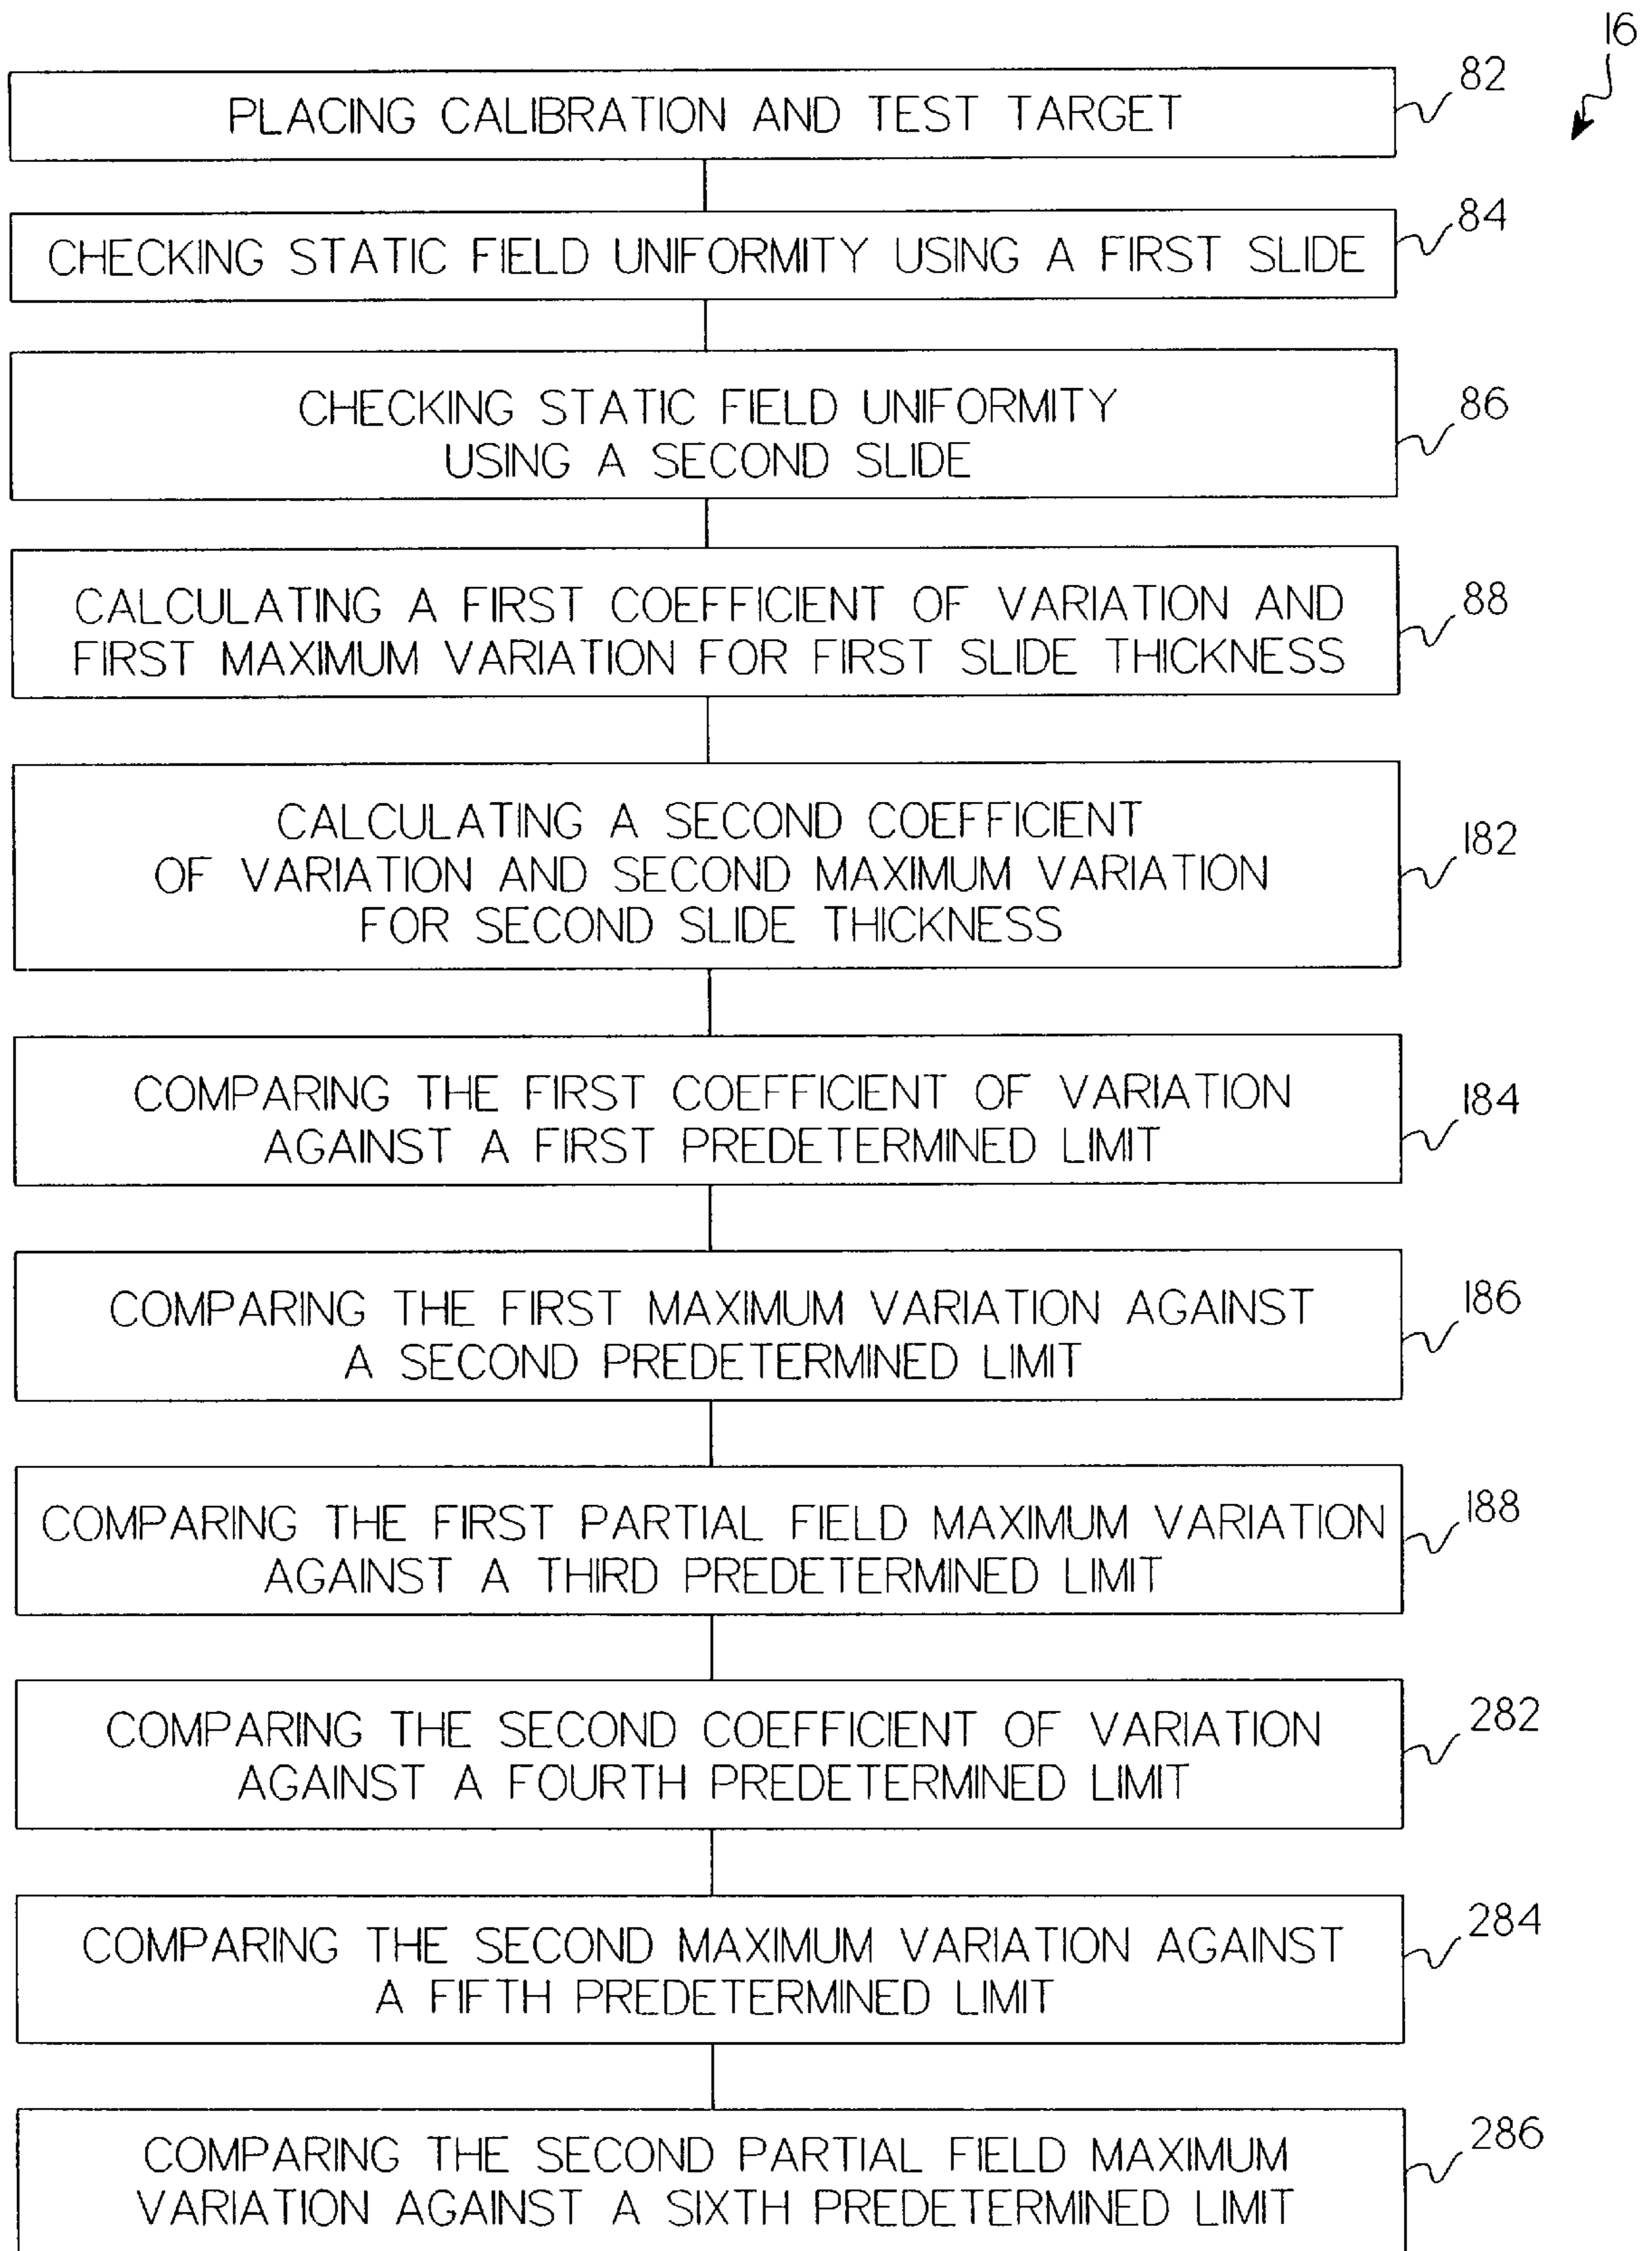 16
PLACING CALIBRATION AND TEST TARGET
82
CHECKING STATIC FIELD UNIFORMITY USING A FIRST SLIDE
84
CHECKING STATIC FIELD UNIFORMITY
USING A SECOND SLIDE
86
CALCULATING A FIRST COEFFICIENT OF VARIATION AND
FIRST MAXIMUM VARIATION FOR FIRST SLIDE THICKNESS
88
CALCULATING A SECOND COEFFICIENT
OF VARIATION AND SECOND MAXIMUM VARIATION
FOR SECOND SLIDE THICKNESS
182
COMPARING THE FIRST COEFFICIENT OF VARIATION
AGAINST A FIRST PREDETERMINED LIMIT
184
COMPARING THE FIRST MAXIMUM VARIATION AGAINST
A SECOND PREDETERMINED LIMIT
186
COMPARING THE FIRST PARTIAL FIELD MAXIMUM VARIATION
AGAINST A THIRD PREDETERMINED LIMIT
188
COMPARING THE SECOND COEFFICIENT OF VARIATION
AGAINST A FOURTH PREDETERMINED LIMIT
282
COMPARING THE SECOND MAXIMUM VARIATION AGAINST
A FIFTH PREDETERMINED LIMIT
284
COMPARING THE SECOND PARTIAL FIELD MAXIMUM
VARIATION AGAINST A SIXTH PREDETERMINED LIMIT
286